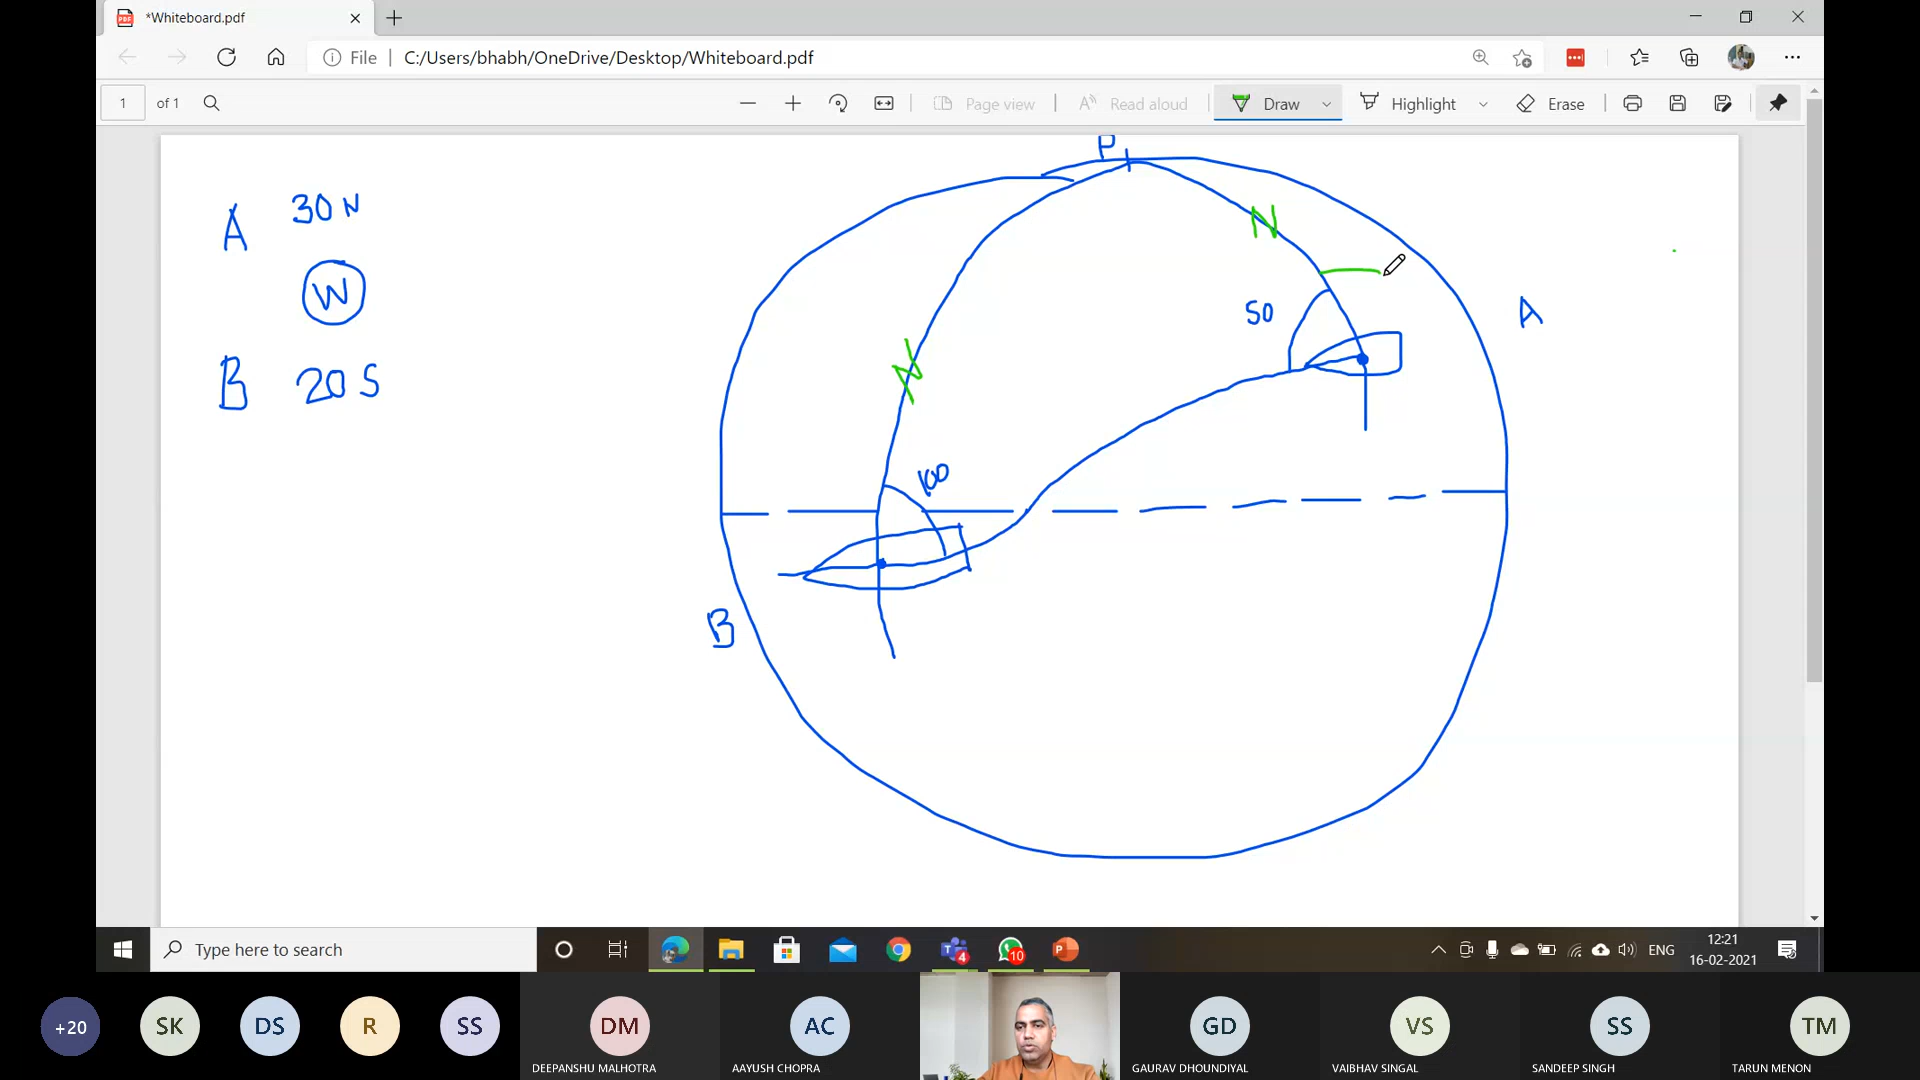 *Whiteboard.pdf
File C:/Users/bhabh/OneDrive/Desktop/Whiteboard.pdf
1 of 1 Page view Read aloud Draw Highlight Erase
P
A 30 N
W
B 20 S
N
N
50
A
100
B
Type here to search
4
10
ENG
12:21
16-02-2021
+20
SK
DS
R
SS
DM
DEEPANSHU MALHOTRA
AC
AAYUSH CHOPRA
GD
GAURAV DHOUNDIYAL
VS
VAIBHAV SINGAL
SS
SANDEEP SINGH
TM
TARUN MENON